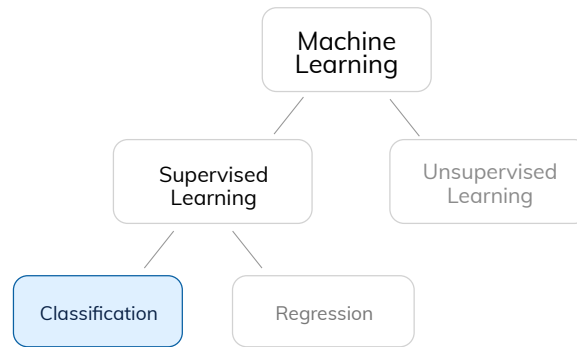 Machine
Learning
Supervised
Learning
Unsupervised
Learning
Classification
Regression